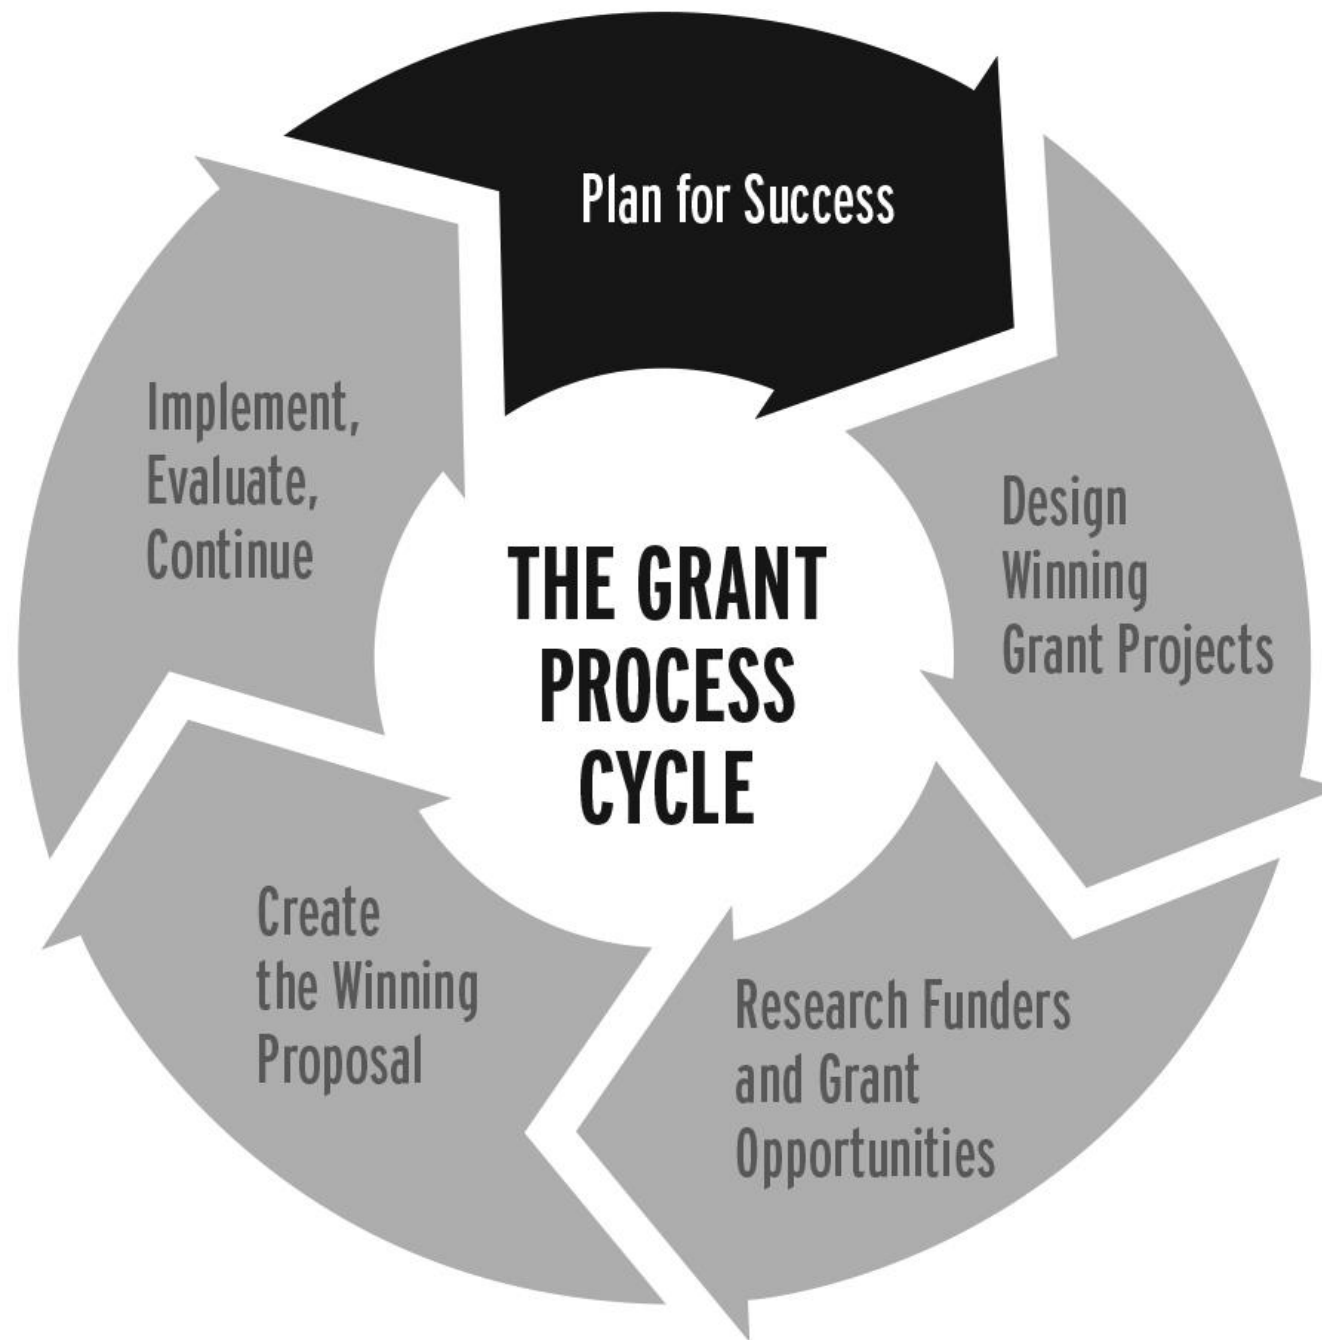 Plan for Success
Design
Winning
Grant Projects
Research Funders
and Grant
Opportunities
Create
the Winning
Proposal
Implement,
Evaluate,
Continue
THE GRANT
PROCESS
CYCLE